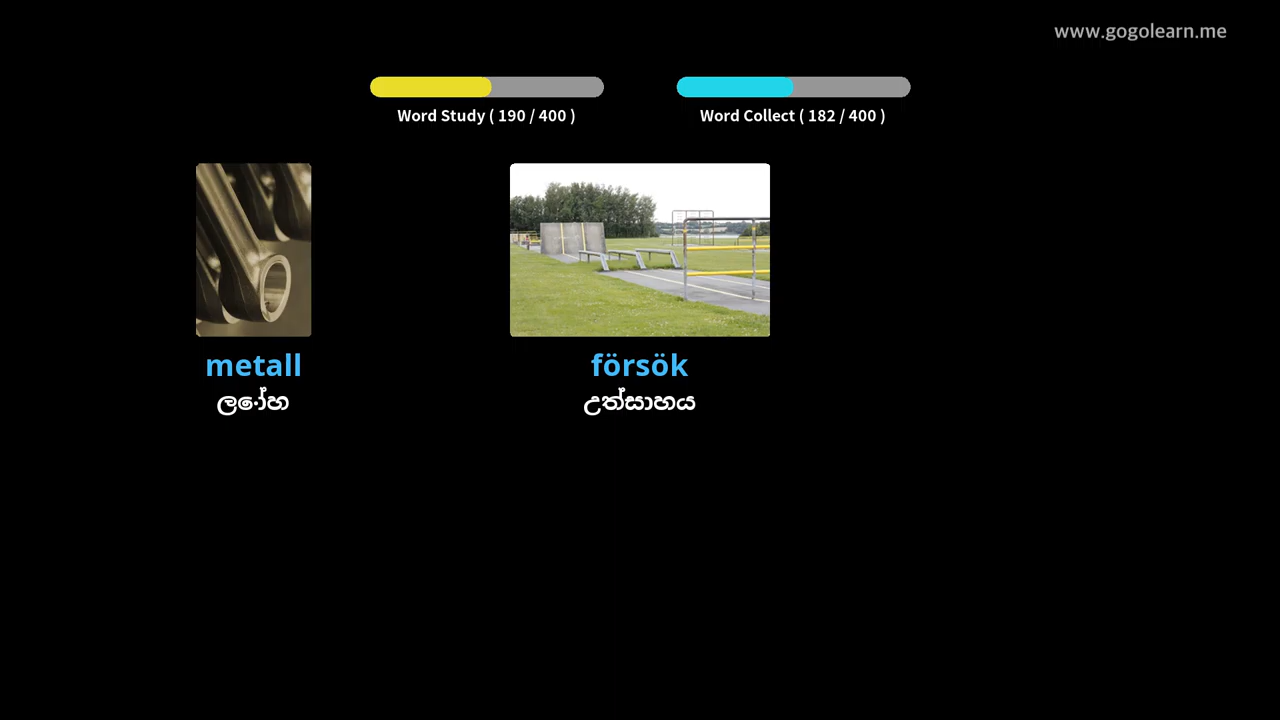 www.gogolearn.me
Word Study ( 190 / 400 )
Word Collect ( 182 / 400 )
metall
ලෝහ
försök
උත්සාහය